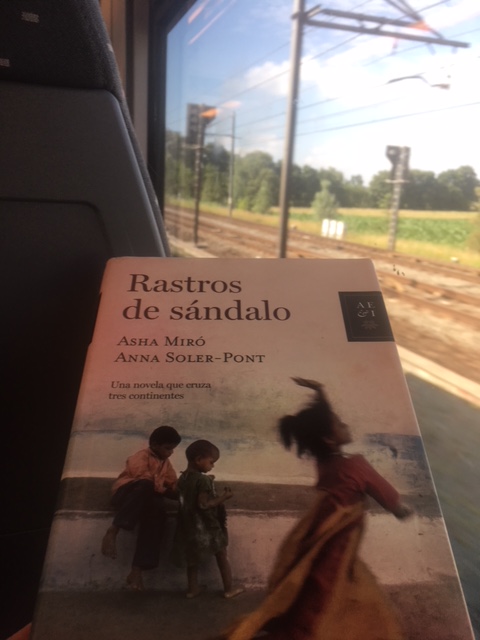 Rastros
de sándalo
A E
& I
Asha Miró
Anna Soler-Pont
Una novela que cruza
tres continentes